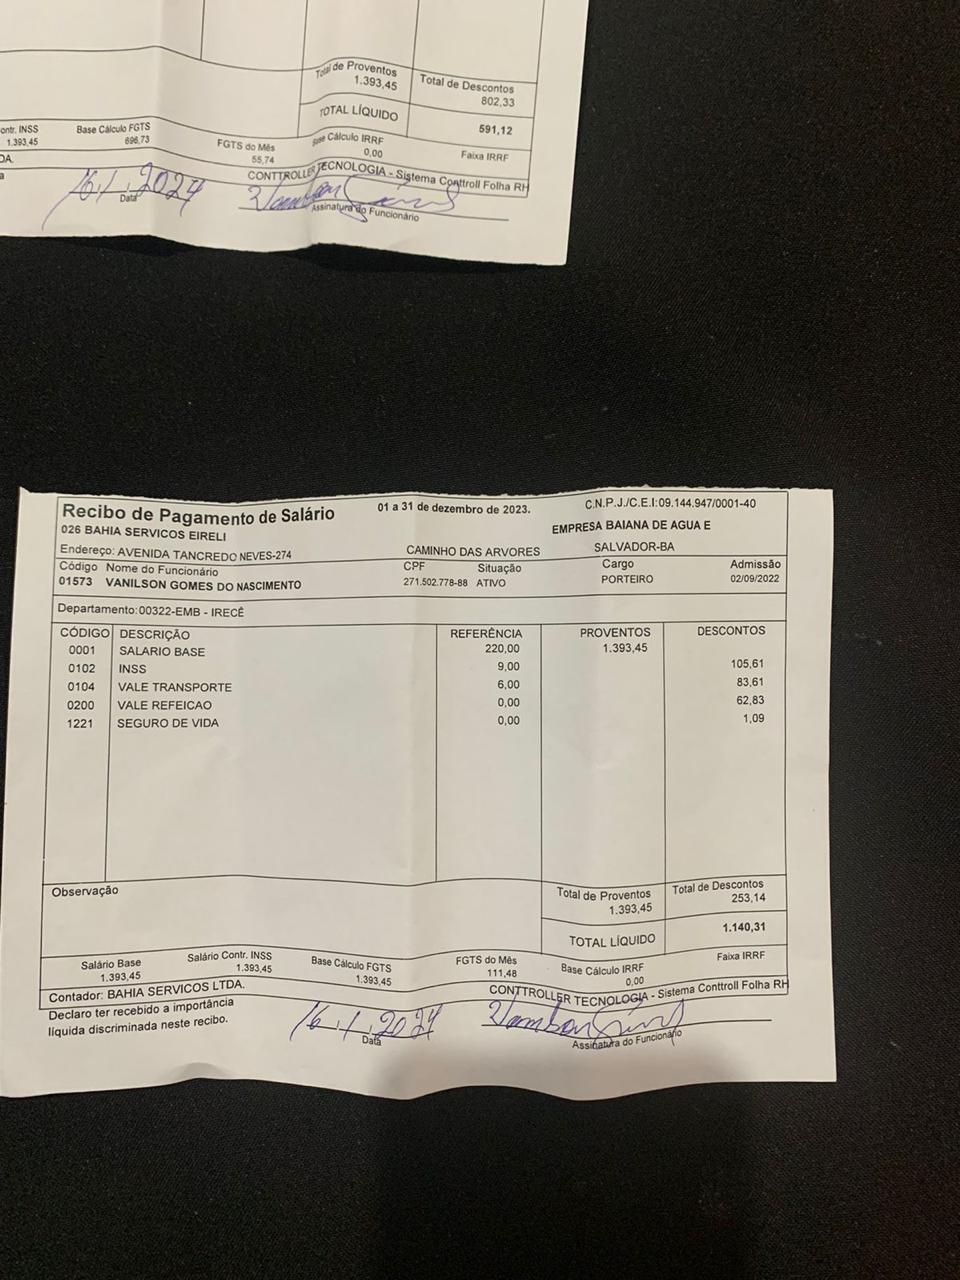 Total de Proventos Total de Descontos
1.393,45 802,33
TOTAL LÍQUIDO 591,12
Contr. INSS Base Cálculo FGTS FGTS do Mês Base Cálculo IRRF Faixa IRRF
1.393,45 696,73 55,74 0,00
DA. CONTTROLLER TECNOLOGIA - Sistema Conttroll Folha RH
a 16.1.2024
Data Assinatura do Funcionário
Recibo de Pagamento de Salário 01 a 31 de dezembro de 2023. C.N.P.J./C.E.I:09.144.947/0001-40
026 BAHIA SERVICOS EIRELI EMPRESA BAIANA DE AGUA E
Endereço: AVENIDA TANCREDO NEVES-274 CAMINHO DAS ARVORES SALVADOR-BA
Código Nome do Funcionário CPF Situação Cargo Admissão
01573 VANILSON GOMES DO NASCIMENTO 271.502.778-88 ATIVO PORTEIRO 02/09/2022
Departamento:00322-EMB - IRECÊ
CÓDIGO DESCRIÇÃO REFERÊNCIA PROVENTOS DESCONTOS
0001 SALARIO BASE 220,00 1.393,45
0102 INSS 9,00 105,61
0104 VALE TRANSPORTE 6,00 83,61
0200 VALE REFEICAO 0,00 62,83
1221 SEGURO DE VIDA 0,00 1,09
Observação Total de Proventos Total de Descontos
1.393,45 253,14
TOTAL LÍQUIDO 1.140,31
Salário Base Salário Contr. INSS Base Cálculo FGTS FGTS do Mês Base Cálculo IRRF Faixa IRRF
1.393,45 1.393,45 1.393,45 111,48 0,00
Contador: BAHIA SERVICOS LTDA. CONTTROLLER TECNOLOGIA - Sistema Conttroll Folha RH
Declaro ter recebido a importância
líquida discriminada neste recibo. 16.1.2024
Data Assinatura do Funcionário